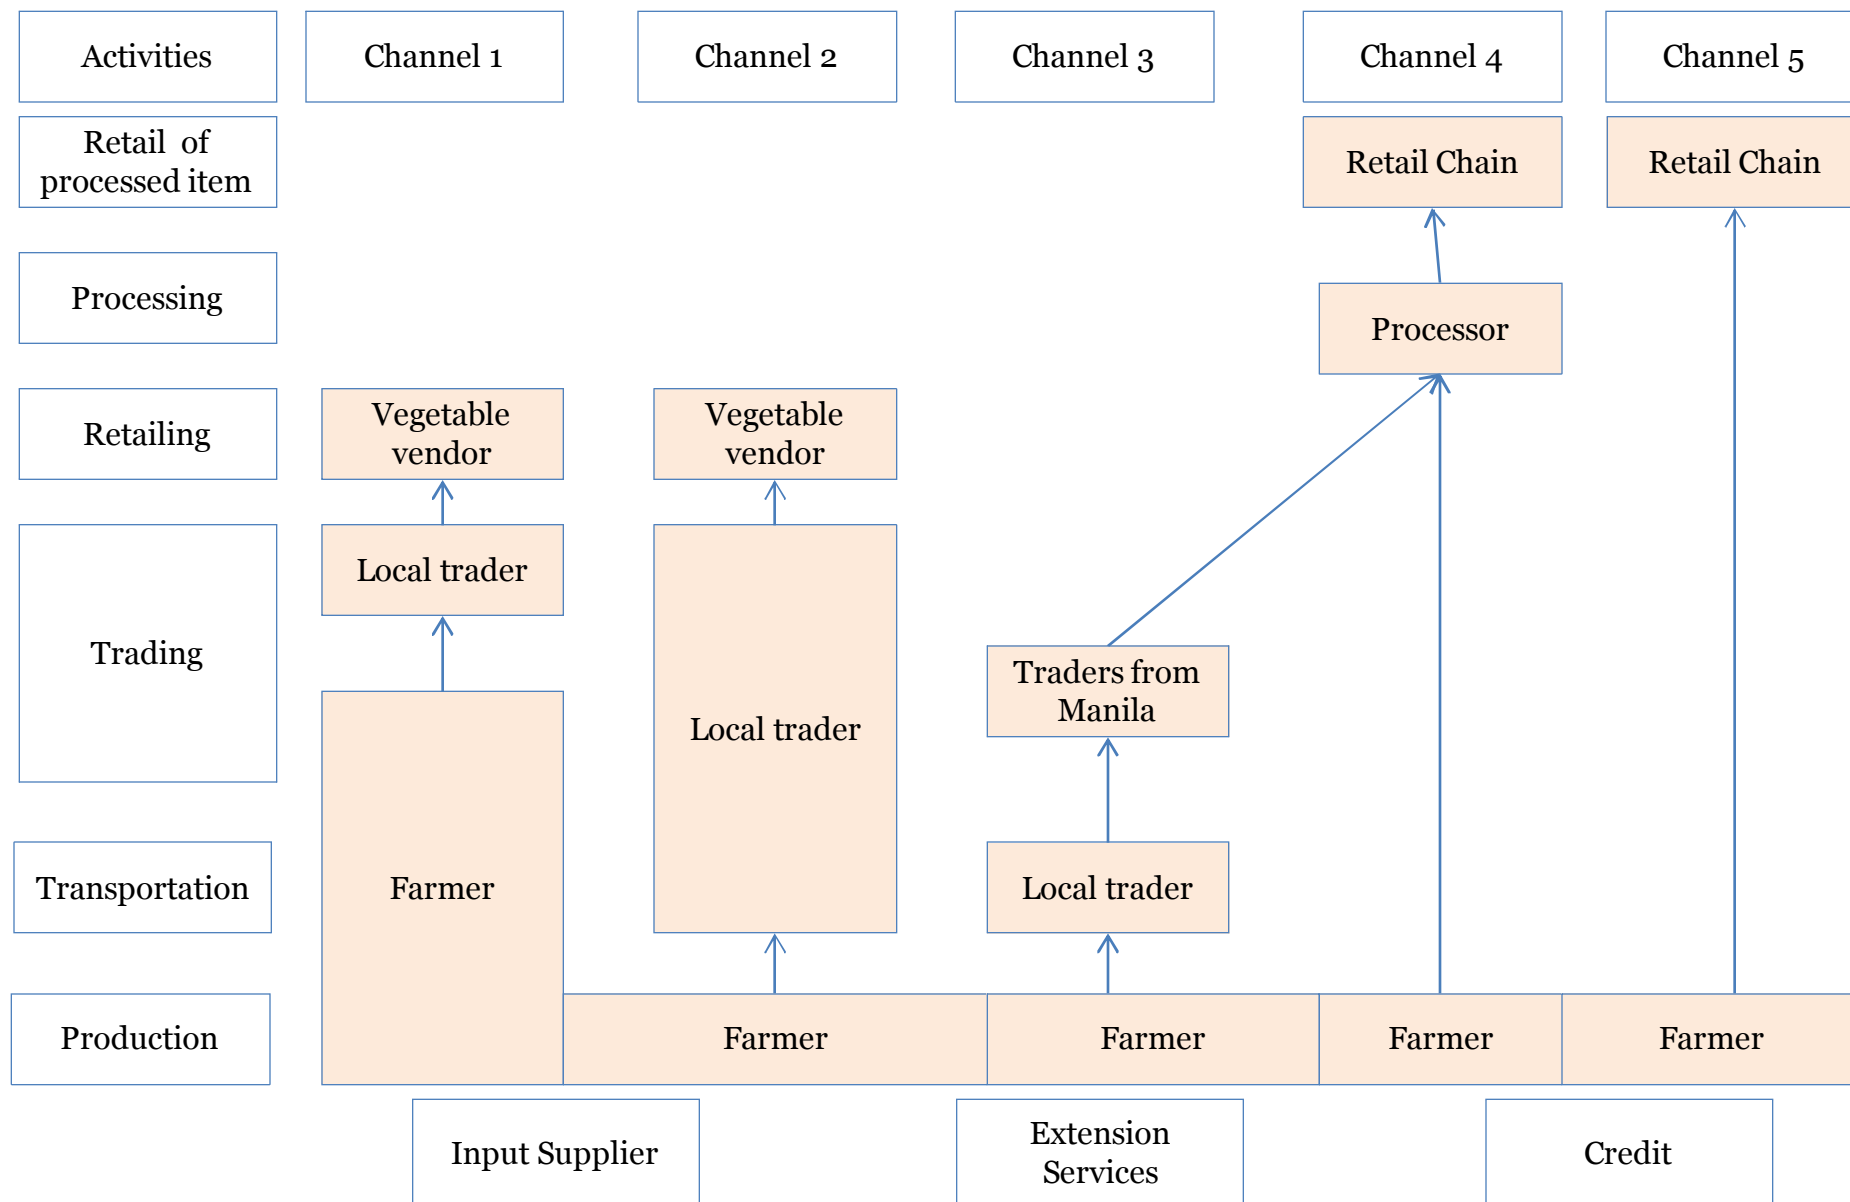 Activities
Channel 1
Channel 2
Channel 3
Channel 4
Channel 5
Retail of
processed item
Retail Chain
Retail Chain
Processing
Processor
Retailing
Vegetable
vendor
Vegetable
vendor
Trading
Local trader
Local trader
Traders from
Manila
Transportation
Farmer
Local trader
Production
Farmer
Farmer
Farmer
Farmer
Input Supplier
Extension
Services
Credit